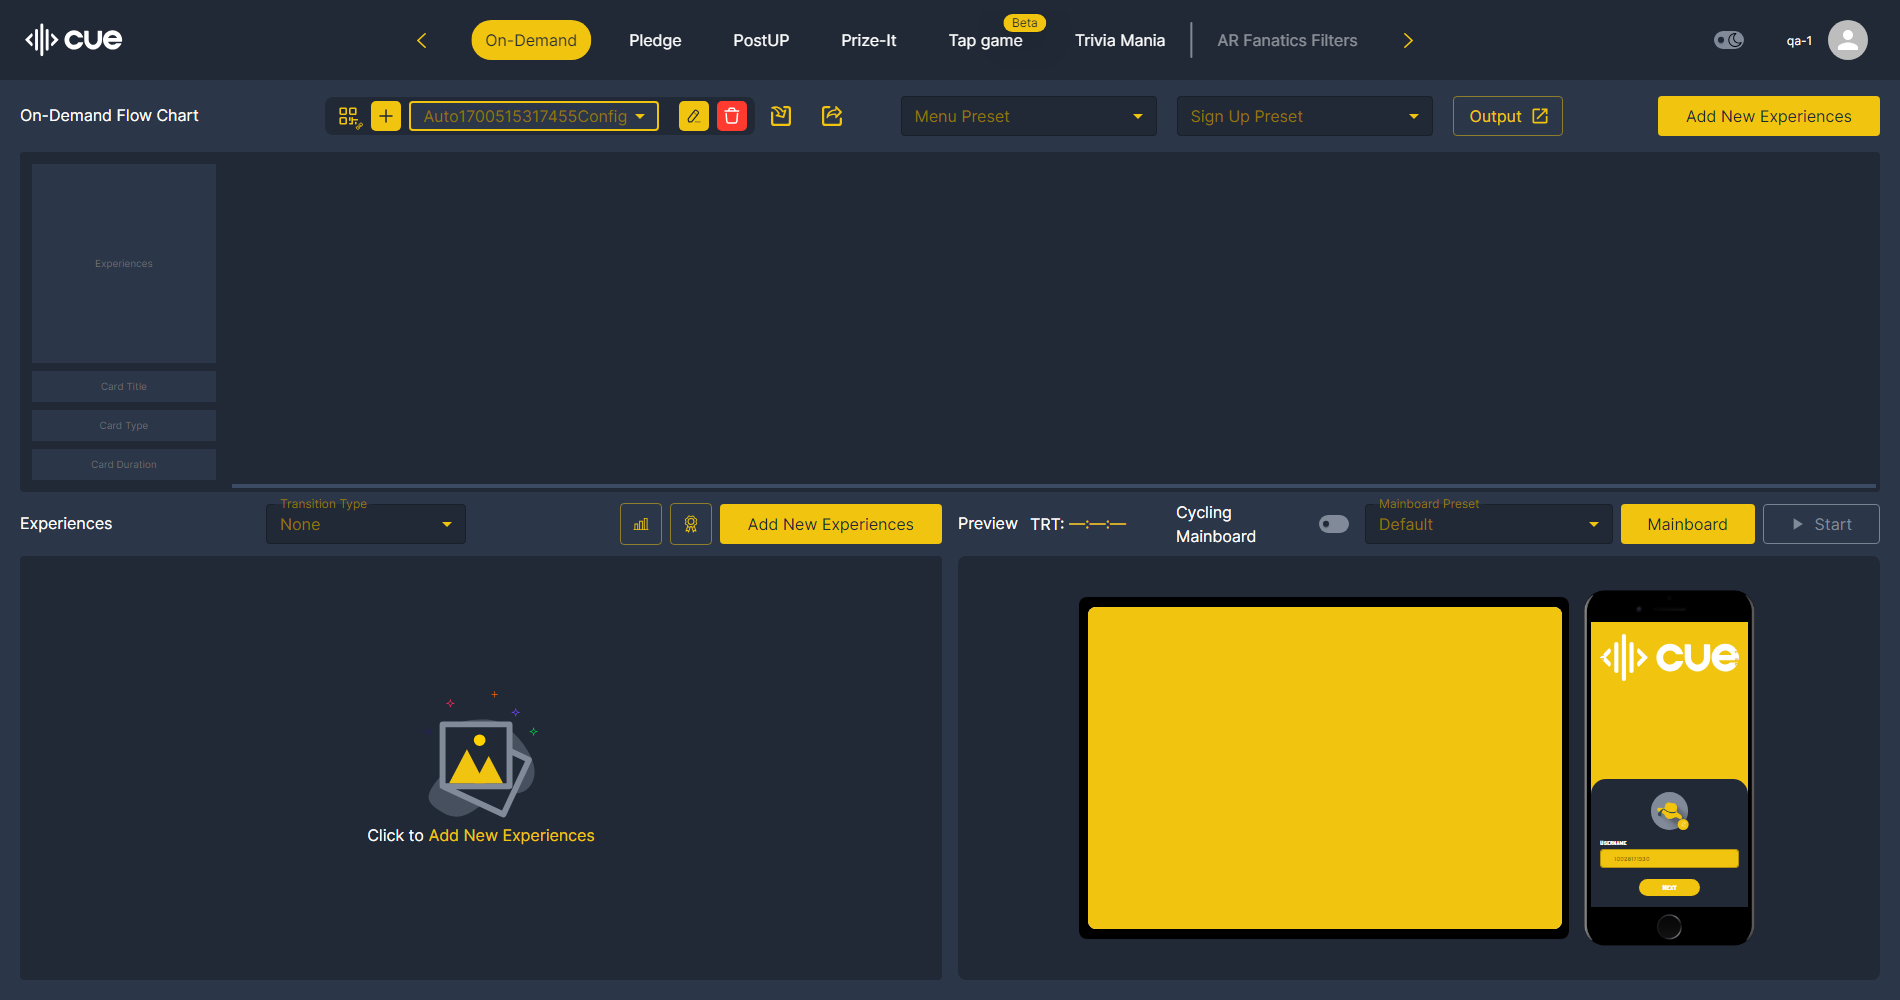 cue
On-Demand
Pledge
PostUP
Prize-It
Tap game
Beta
Trivia Mania
AR Fanatics Filters
qa-1
On-Demand Flow Chart
Auto1700515317455Config
Menu Preset
Sign Up Preset
Output
Add New Experiences
Experiences
Card Title
Card Type
Card Duration
Experiences
Transition Type
None
Add New Experiences
Preview
TRT: —:—:—
Cycling
Mainboard
Mainboard Preset
Default
Mainboard
Start
Click to Add New Experiences
cue
USERNAME
NEXT